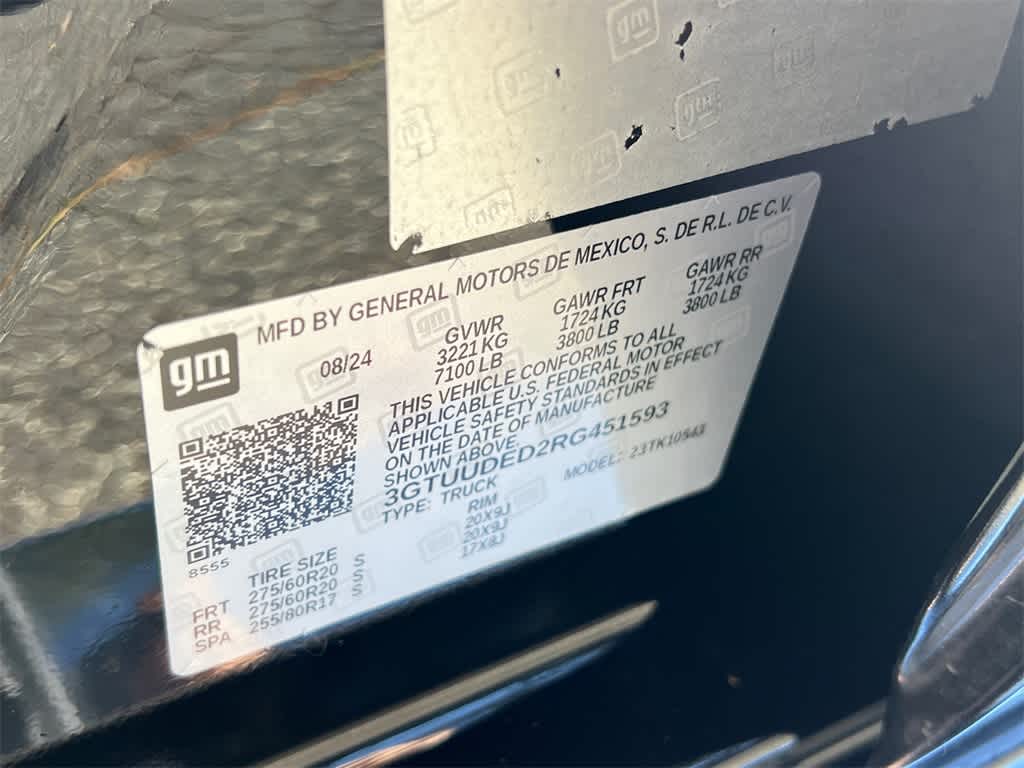 MFD BY GENERAL MOTORS DE MEXICO, S. DE R.L. DE C.V.
gm
08/24
GVWR GAWR FRT GAWR RR
3221 KG 1724 KG 1724 KG
7100 LB 3800 LB 3800 LB
THIS VEHICLE CONFORMS TO ALL
APPLICABLE U.S. FEDERAL MOTOR
VEHICLE SAFETY STANDARDS IN EFFECT
ON THE DATE OF MANUFACTURE
SHOWN ABOVE.
3GTUUDED2RG451593
TYPE: TRUCK MODEL: 23TK10543
8555
TIRE SIZE RIM
FRT 275/60R20 S 20X9J
RR 275/60R20 S 20X9J
SPA 255/80R17 S 17X8J